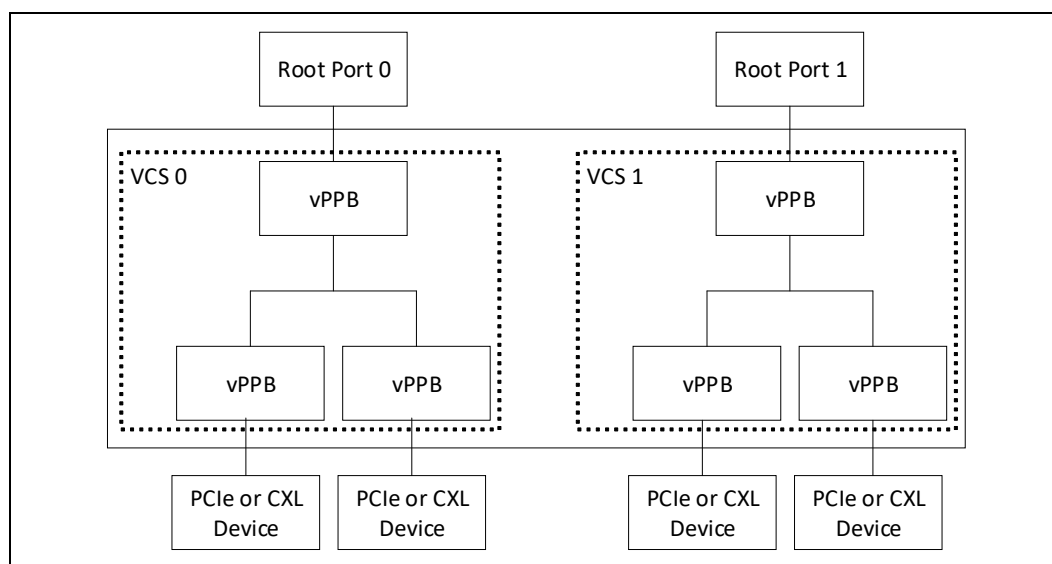 Root Port 0
Root Port 1
VCS 0
vPPB
VCS 1
vPPB
vPPB
vPPB
vPPB
vPPB
PCIe or CXL
Device
PCIe or CXL
Device
PCIe or CXL
Device
PCIe or CXL
Device